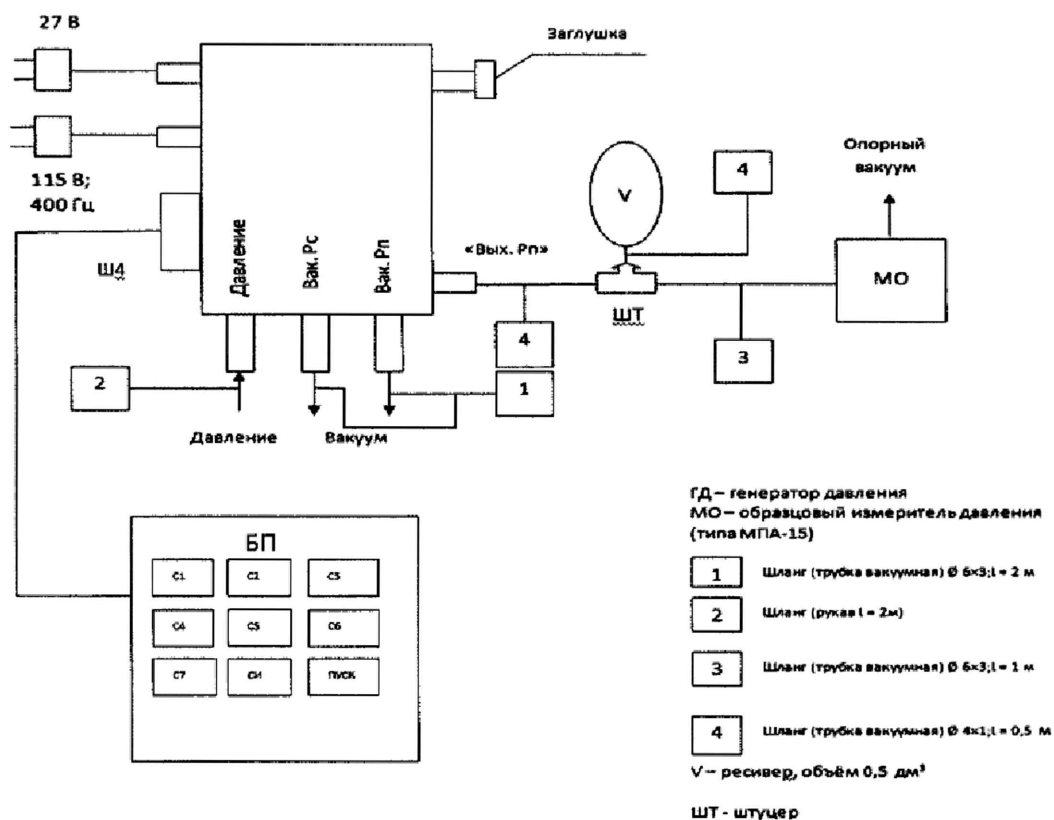 27 В
Заглушка
115 В;
400 Гц
Опорный
вакуум
4
V
«Вых. Рп»
Ш4
Давление
Вак. Рс
Вак. Рп
ШТ
МО
4
3
2
1
Давление
Вакуум
БП
С1
С2
С3
С4
С5
С6
С7
СИ
ПУСК
ГД – генератор давления
МО – образцовый измеритель давления
(типа МПА-15)
1 Шланг (трубка вакуумная) Ø 6×3; l = 2 м
2 Шланг (рукав l = 2м)
3 Шланг (трубка вакуумная) Ø 6×3; l = 1 м
4 Шланг (трубка вакуумная) Ø 4×1; l = 0,5 м
V – ресивер, объём 0,5 дм³
ШТ - штуцер